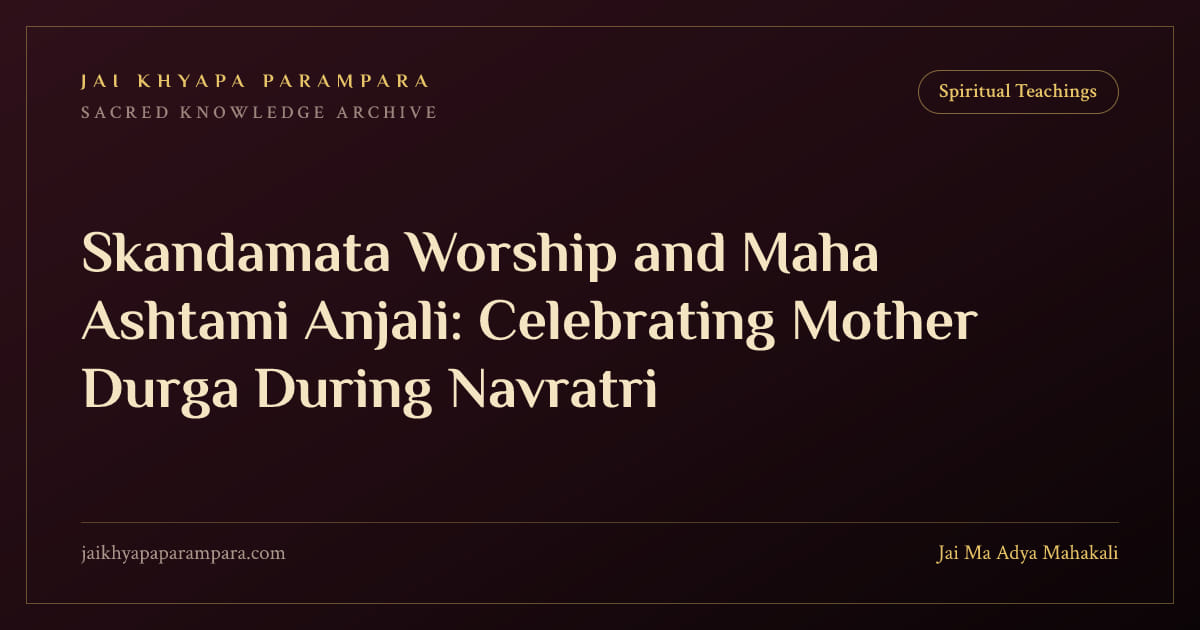 JAI KHYAPA PARAMPARA
SACRED KNOWLEDGE ARCHIVE
Spiritual Teachings
Skandamata Worship and Maha
Ashtami Anjali: Celebrating Mother
Durga During Navratri
jaikhyapaparampara.com
Jai Ma Adya Mahakali